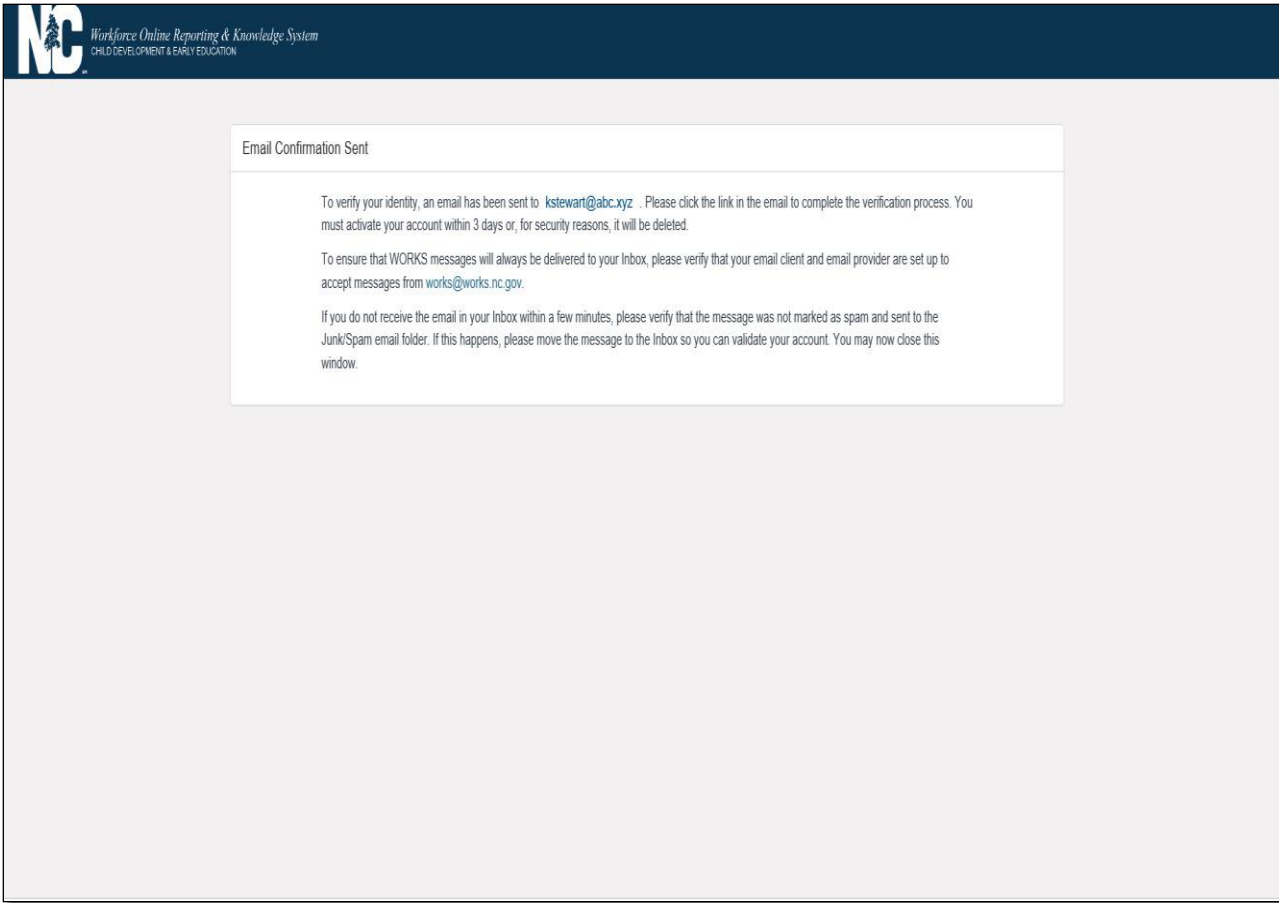 NC
Workforce Online Reporting & Knowledge System
CHILD DEVELOPMENT & EARLY EDUCATION
Email Confirmation Sent
To verify your identity, an email has been sent to kstewart@abc.xyz . Please click the link in the email to complete the verification process. You
must activate your account within 3 days or, for security reasons, it will be deleted.
To ensure that WORKS messages will always be delivered to your Inbox, please verify that your email client and email provider are set up to
accept messages from works@works.nc.gov.
If you do not receive the email in your Inbox within a few minutes, please verify that the message was not marked as spam and sent to the
Junk/Spam email folder. If this happens, please move the message to the Inbox so you can validate your account. You may now close this
window.